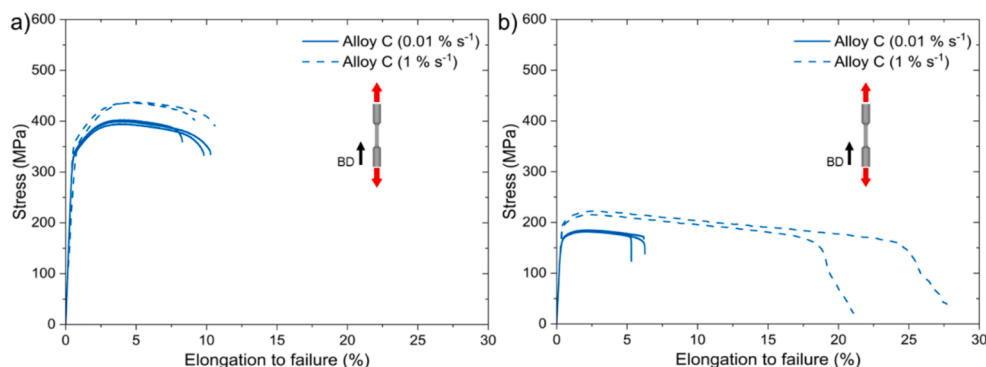 a)
600
500
400
300
200
100
0
Stress (MPa)
Alloy C (0.01 % s⁻¹)
Alloy C (1 % s⁻¹)
BD
0 5 10 15 20 25 30
Elongation to failure (%)
b)
600
500
400
300
200
100
0
Stress (MPa)
Alloy C (0.01 % s⁻¹)
Alloy C (1 % s⁻¹)
BD
0 5 10 15 20 25 30
Elongation to failure (%)